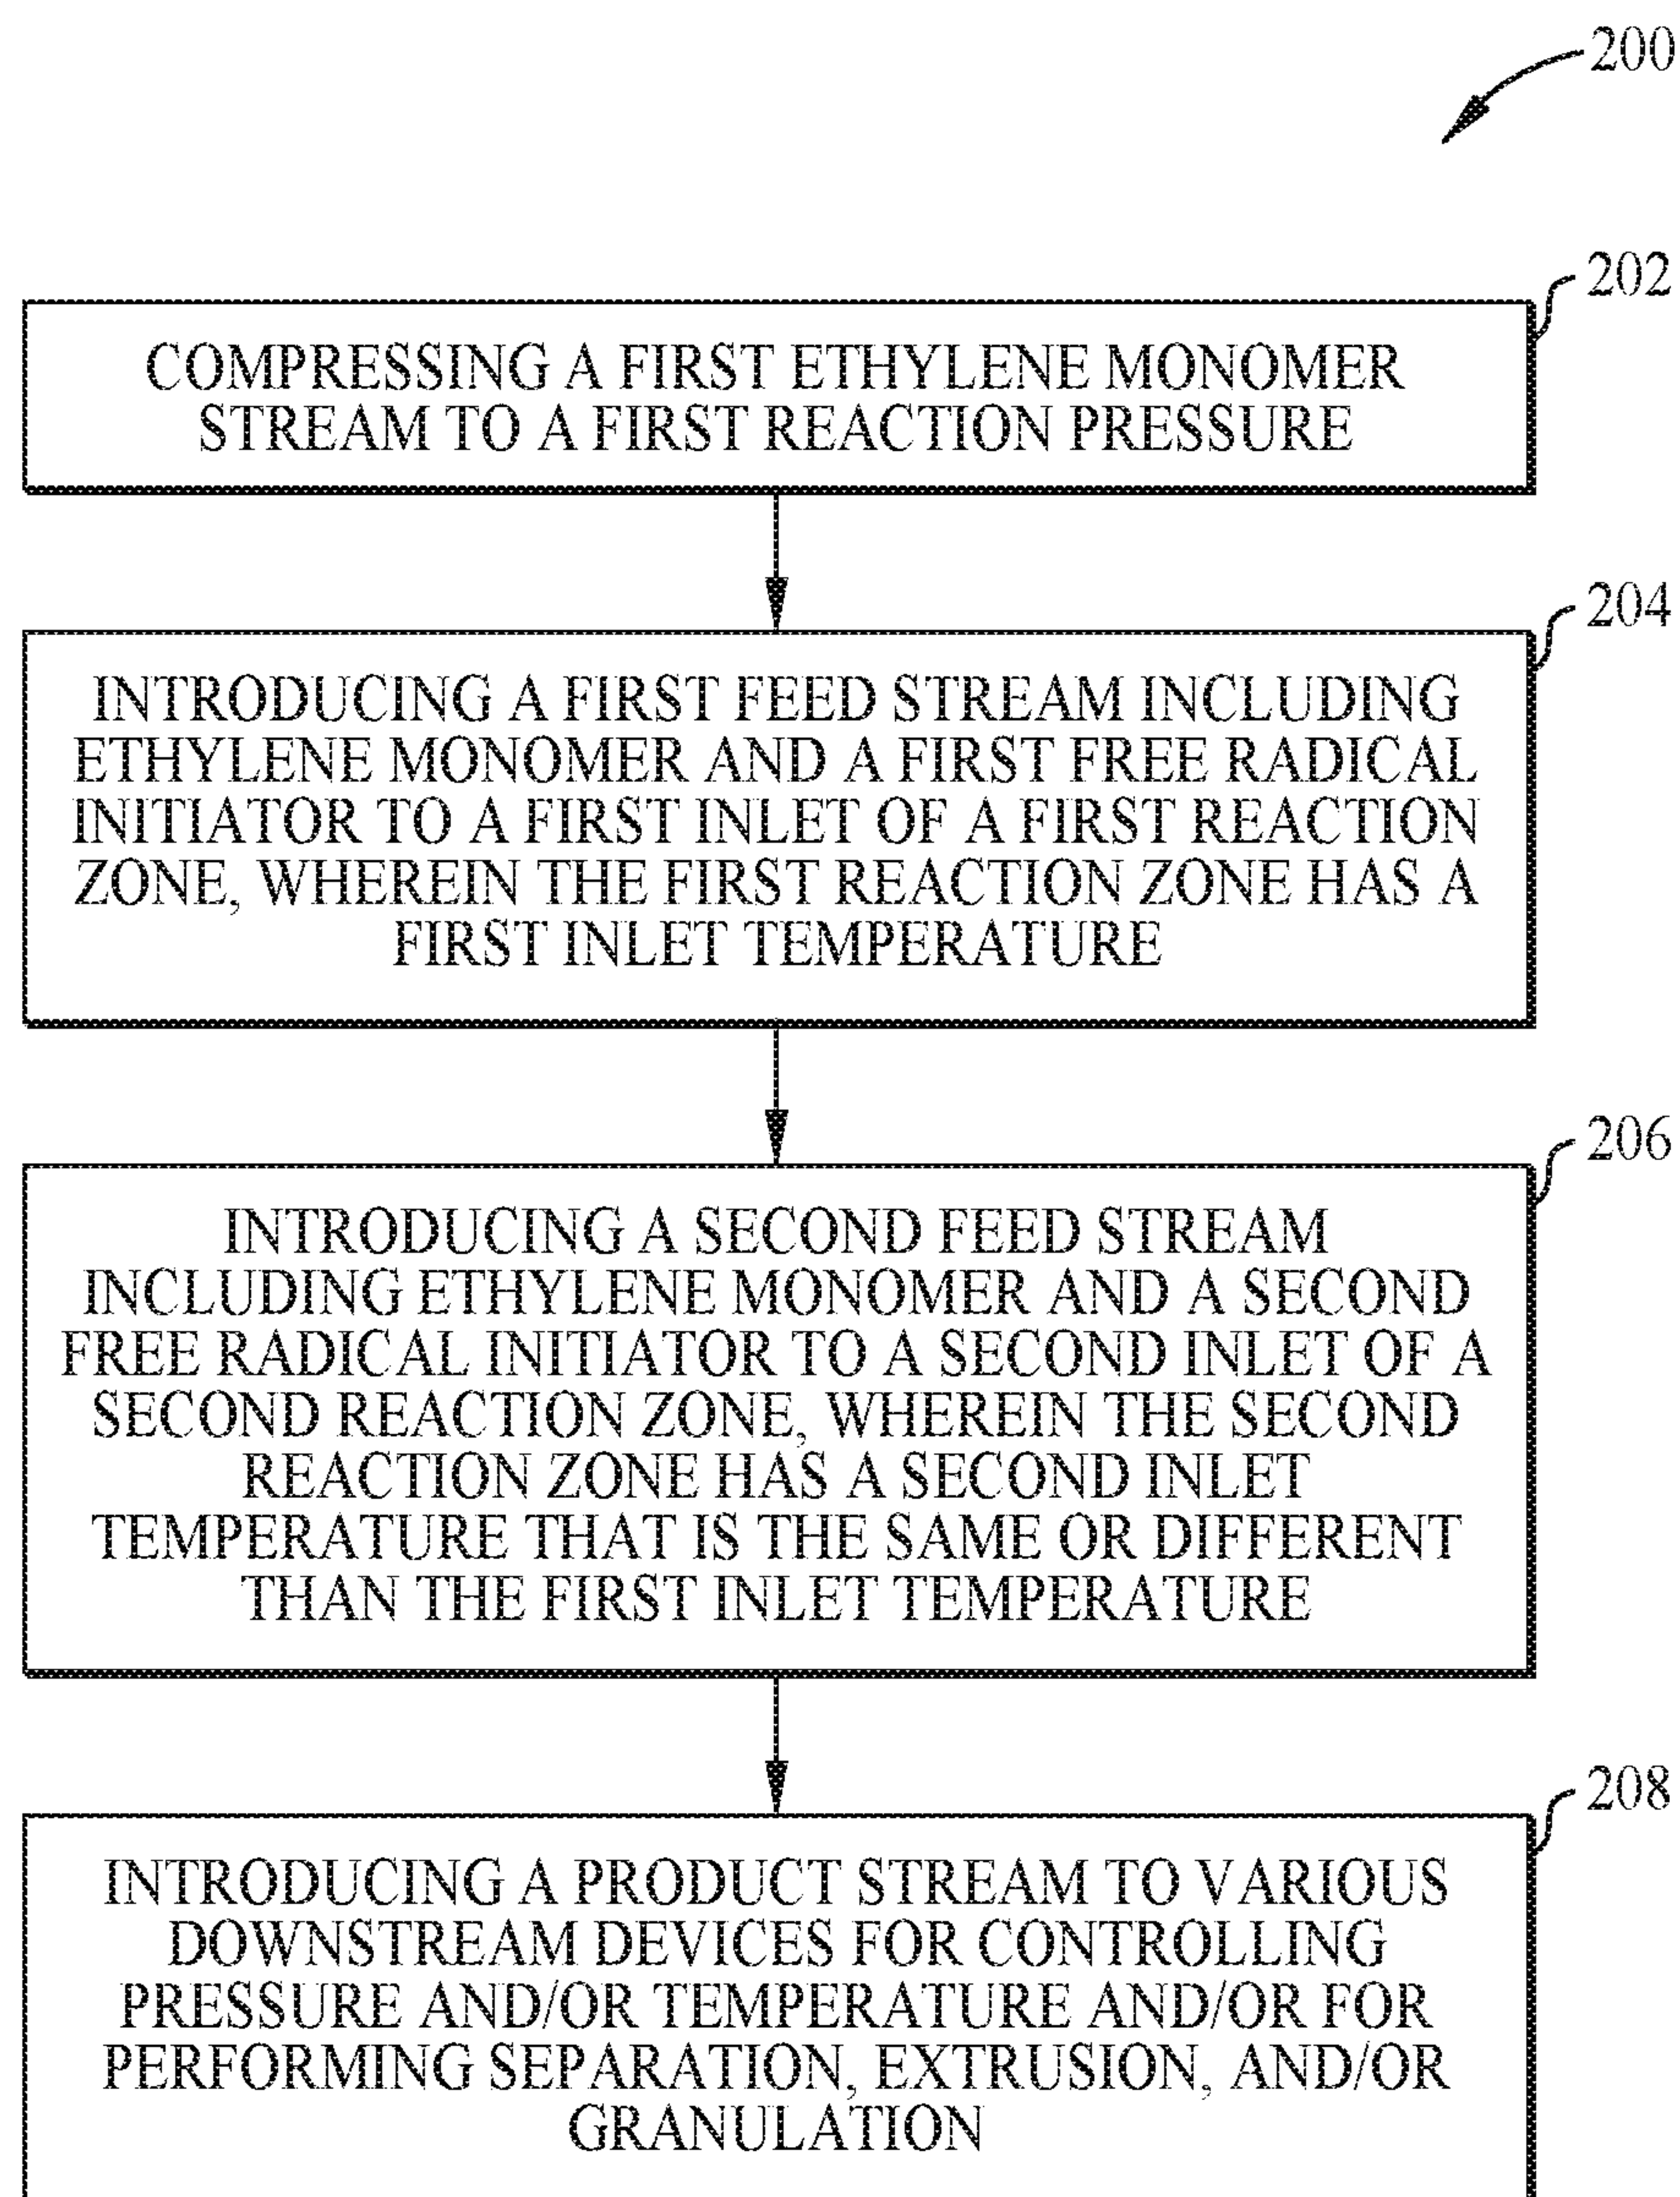 200
202
COMPRESSING A FIRST ETHYLENE MONOMER
STREAM TO A FIRST REACTION PRESSURE
204
INTRODUCING A FIRST FEED STREAM INCLUDING
ETHYLENE MONOMER AND A FIRST FREE RADICAL
INITIATOR TO A FIRST INLET OF A FIRST REACTION
ZONE, WHEREIN THE FIRST REACTION ZONE HAS A
FIRST INLET TEMPERATURE
206
INTRODUCING A SECOND FEED STREAM
INCLUDING ETHYLENE MONOMER AND A SECOND
FREE RADICAL INITIATOR TO A SECOND INLET OF A
SECOND REACTION ZONE, WHEREIN THE SECOND
REACTION ZONE HAS A SECOND INLET
TEMPERATURE THAT IS THE SAME OR DIFFERENT
THAN THE FIRST INLET TEMPERATURE
208
INTRODUCING A PRODUCT STREAM TO VARIOUS
DOWNSTREAM DEVICES FOR CONTROLLING
PRESSURE AND/OR TEMPERATURE AND/OR FOR
PERFORMING SEPARATION, EXTRUSION, AND/OR
GRANULATION